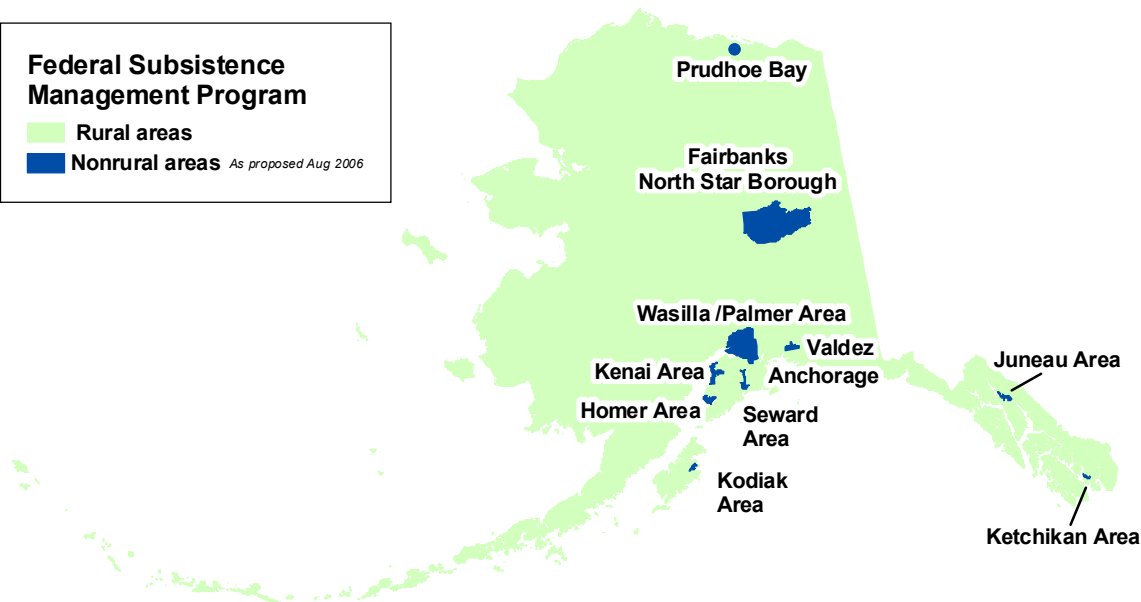 Federal Subsistence
Management Program
Rural areas
Nonrural areas As proposed Aug 2006
Prudhoe Bay
Fairbanks
North Star Borough
Wasilla /Palmer Area
Valdez
Kenai Area
Anchorage
Homer Area
Seward
Area
Kodiak
Area
Juneau Area
Ketchikan Area